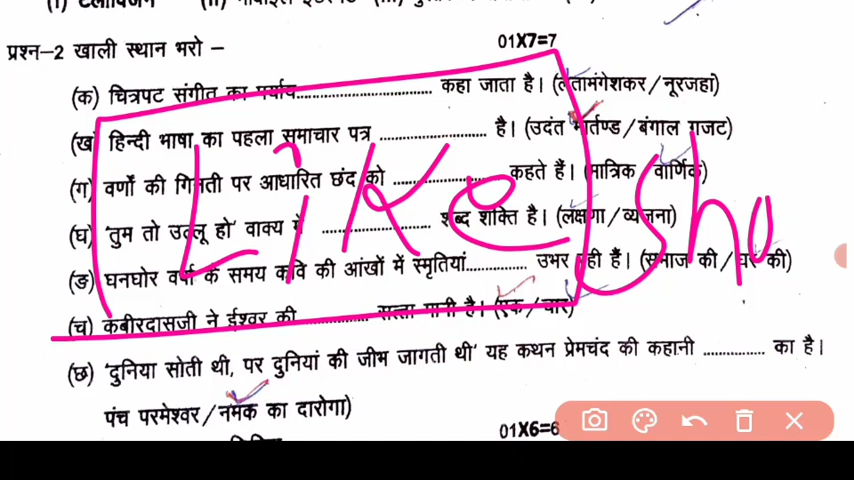 प्रश्न-2 खाली स्थान भरो – 01X7=7
(क) चित्रपट संगीत का पर्याय.............................. कहा जाता है। (लतामंगेशकर/नूरजहां)
(ख) हिन्दी भाषा का पहला समाचार पत्र ........................ है। (उदंत मार्तण्ड/बंगाल गजट)
(ग) वर्णों की गिनती पर आधारित छंद को ........................ कहते हैं। (मात्रिक वार्णिक)
(घ) 'तुम तो उल्लू हो' वाक्य में ........................ शब्द शक्ति है। (लक्षणा/व्यंजना)
(ङ) घनघोर वर्षा के समय कवि की आंखों में स्मृतियां............. उभर रही हैं। (समाज की/घर की)
(च) कबीरदासजी ने ईश्वर की ............. सत्ता मानी है। (एक/चार)
(छ) 'दुनिया सोती थी, पर दुनियां की जीभ जागती थी' यह कथन प्रेमचंद की कहानी ............. का है।
पंच परमेश्वर/नमक का दारोगा)
01X6=6
Like Sho